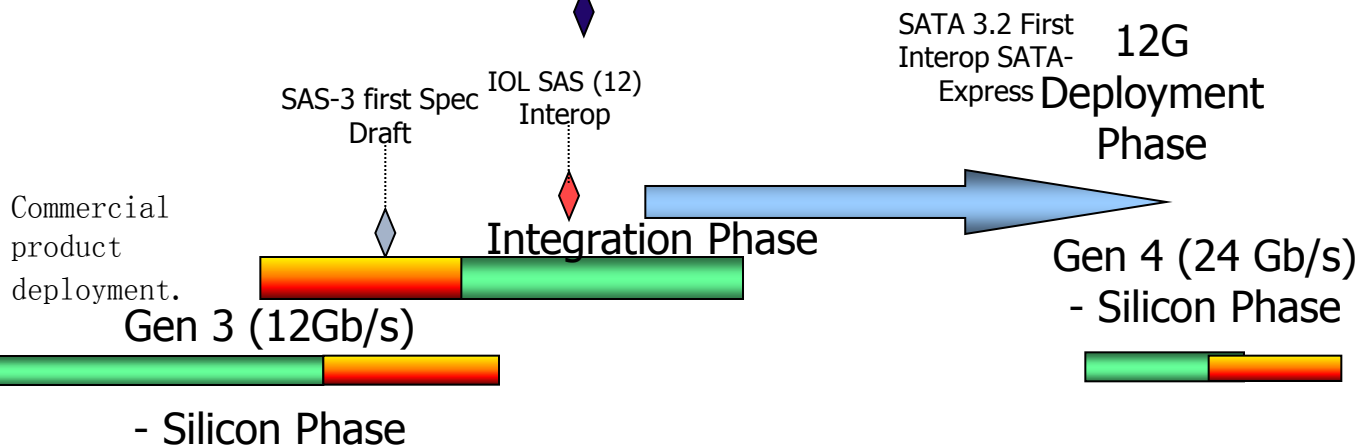 SATA 3.2 First
Interop SATA-
Express
12G
Deployment
Phase
SAS-3 first Spec
Draft
IOL SAS (12)
Interop
Commercial
product
deployment.
Integration Phase
Gen 3 (12Gb/s)
- Silicon Phase
Gen 4 (24 Gb/s)
- Silicon Phase